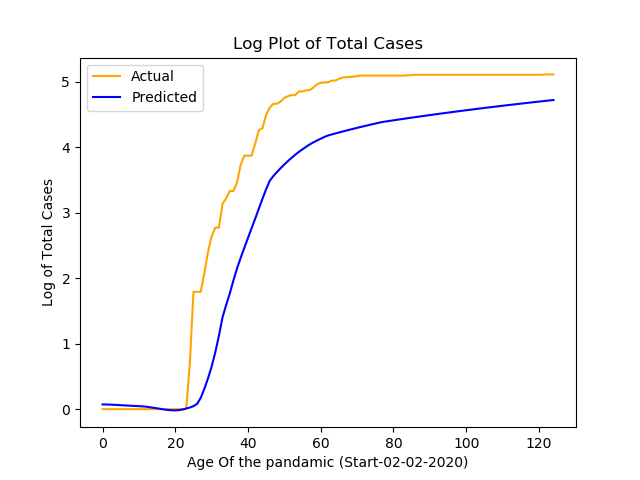 Log Plot of Total Cases
Actual
Predicted
5
4
3
2
1
0
Log of Total Cases
0 20 40 60 80 100 120
Age Of the pandamic (Start-02-02-2020)